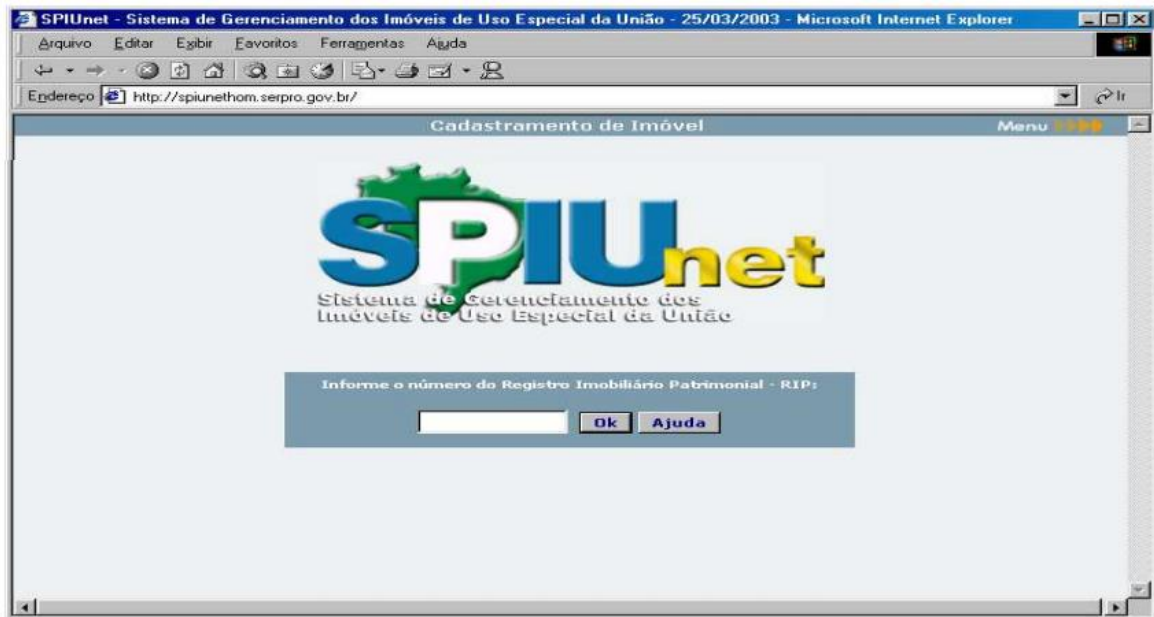 SPIUnet - Sistema de Gerenciamento dos Imóveis de Uso Especial da União - 25/03/2003 - Microsoft Internet Explorer
Arquivo Editar Exibir Favoritos Ferramentas Ajuda
Endereço http://spiunethom.serpro.gov.br/ Ir
Cadastramento de Imóvel Menu
SPIUnet
Sistema de Gerenciamento dos
Imóveis de Uso Especial da União
Informe o número do Registro Imobiliário Patrimonial - RIP:
Ok Ajuda